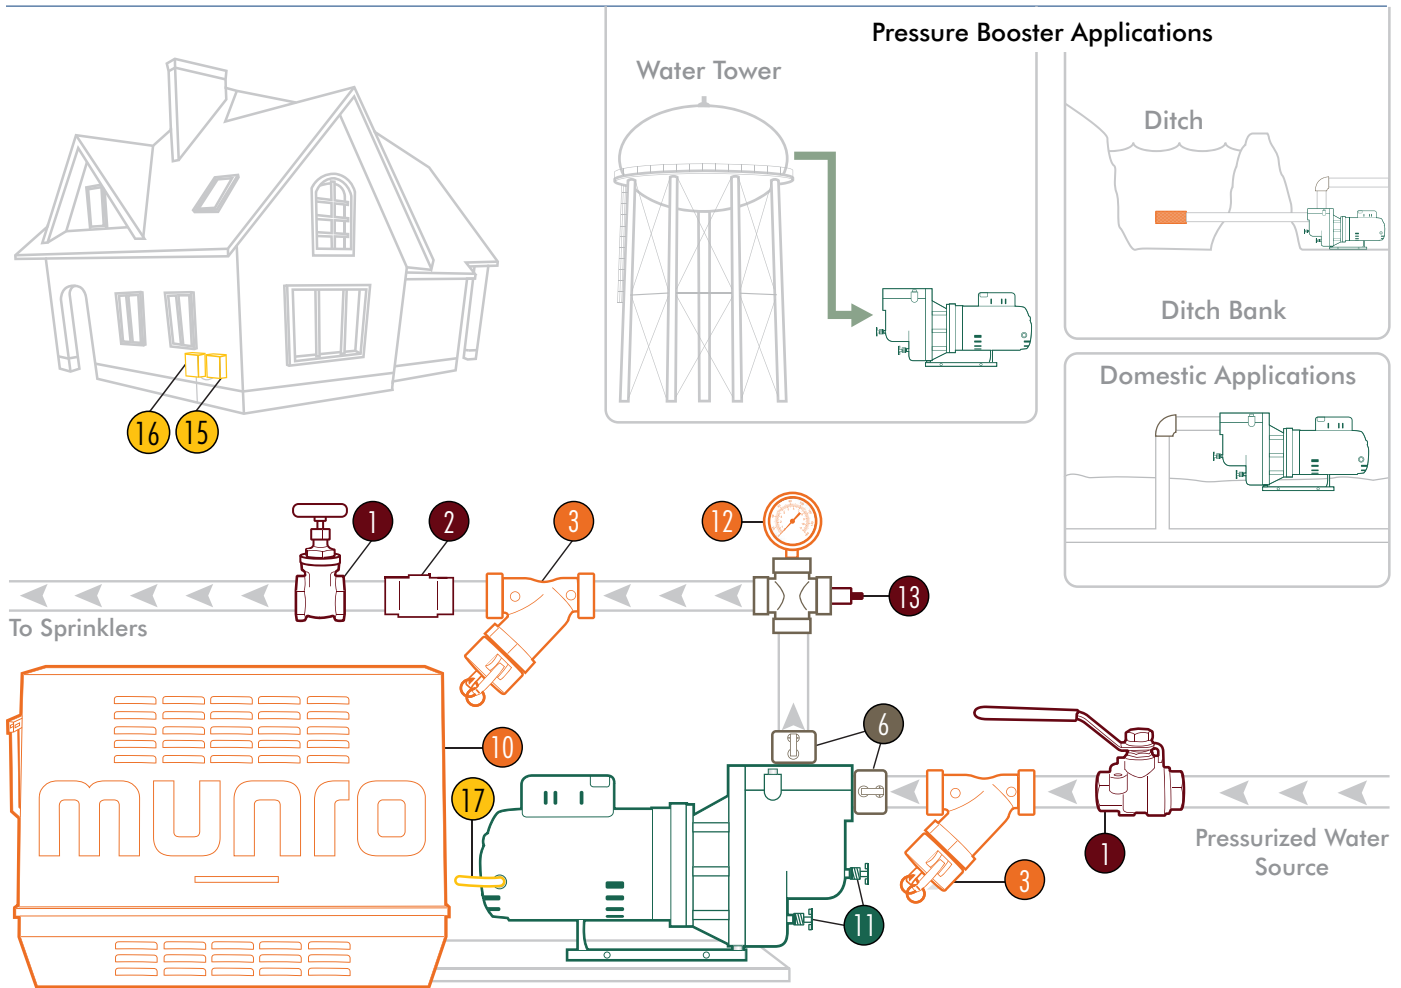 Pressure Booster Applications
Water Tower
Ditch
Ditch Bank
Domestic Applications
16
15
1
2
3
12
13
To Sprinklers
6
10
munro
17
Pressurized Water
Source
1
3
11